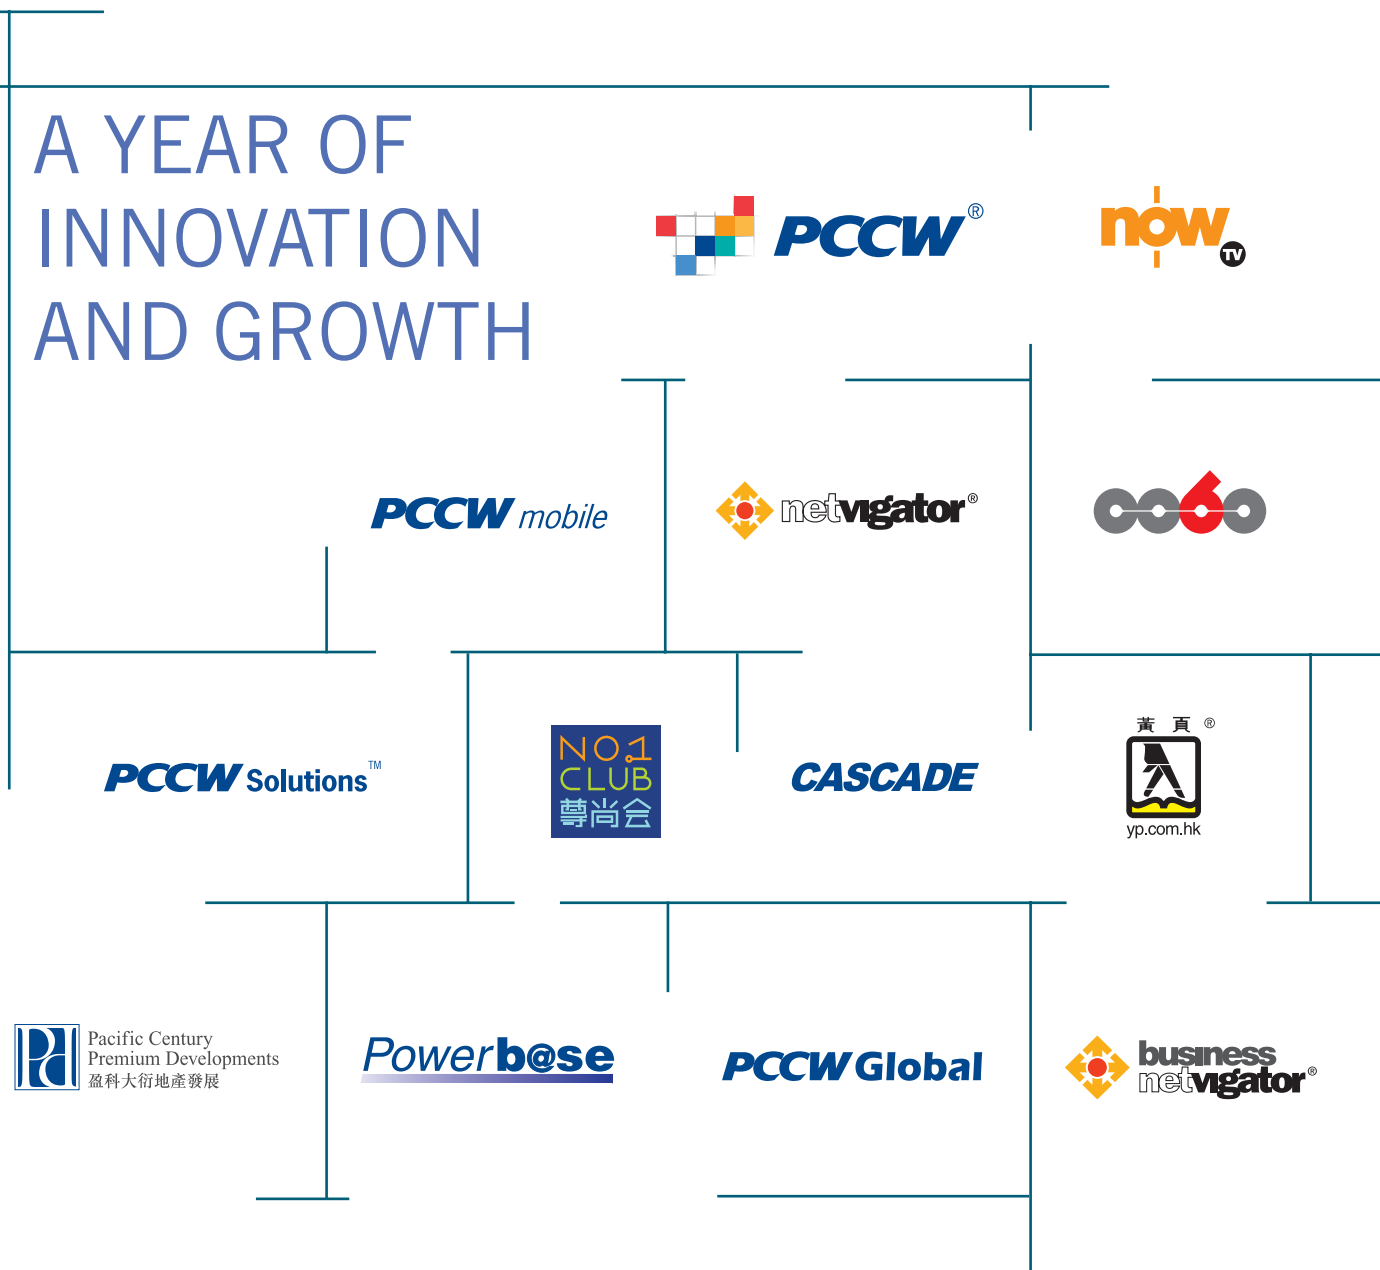 A YEAR OF
INNOVATION
AND GROWTH
PCCW®
now
TV
PCCW mobile
netvigator®
0060
PCCW Solutions™
NO.1
CLUB
尊尚会
CASCADE
黃頁®
yp.com.hk
Pacific Century
Premium Developments
盈科大衍地產發展
Powerb@se
PCCW Global
business
netvigator®